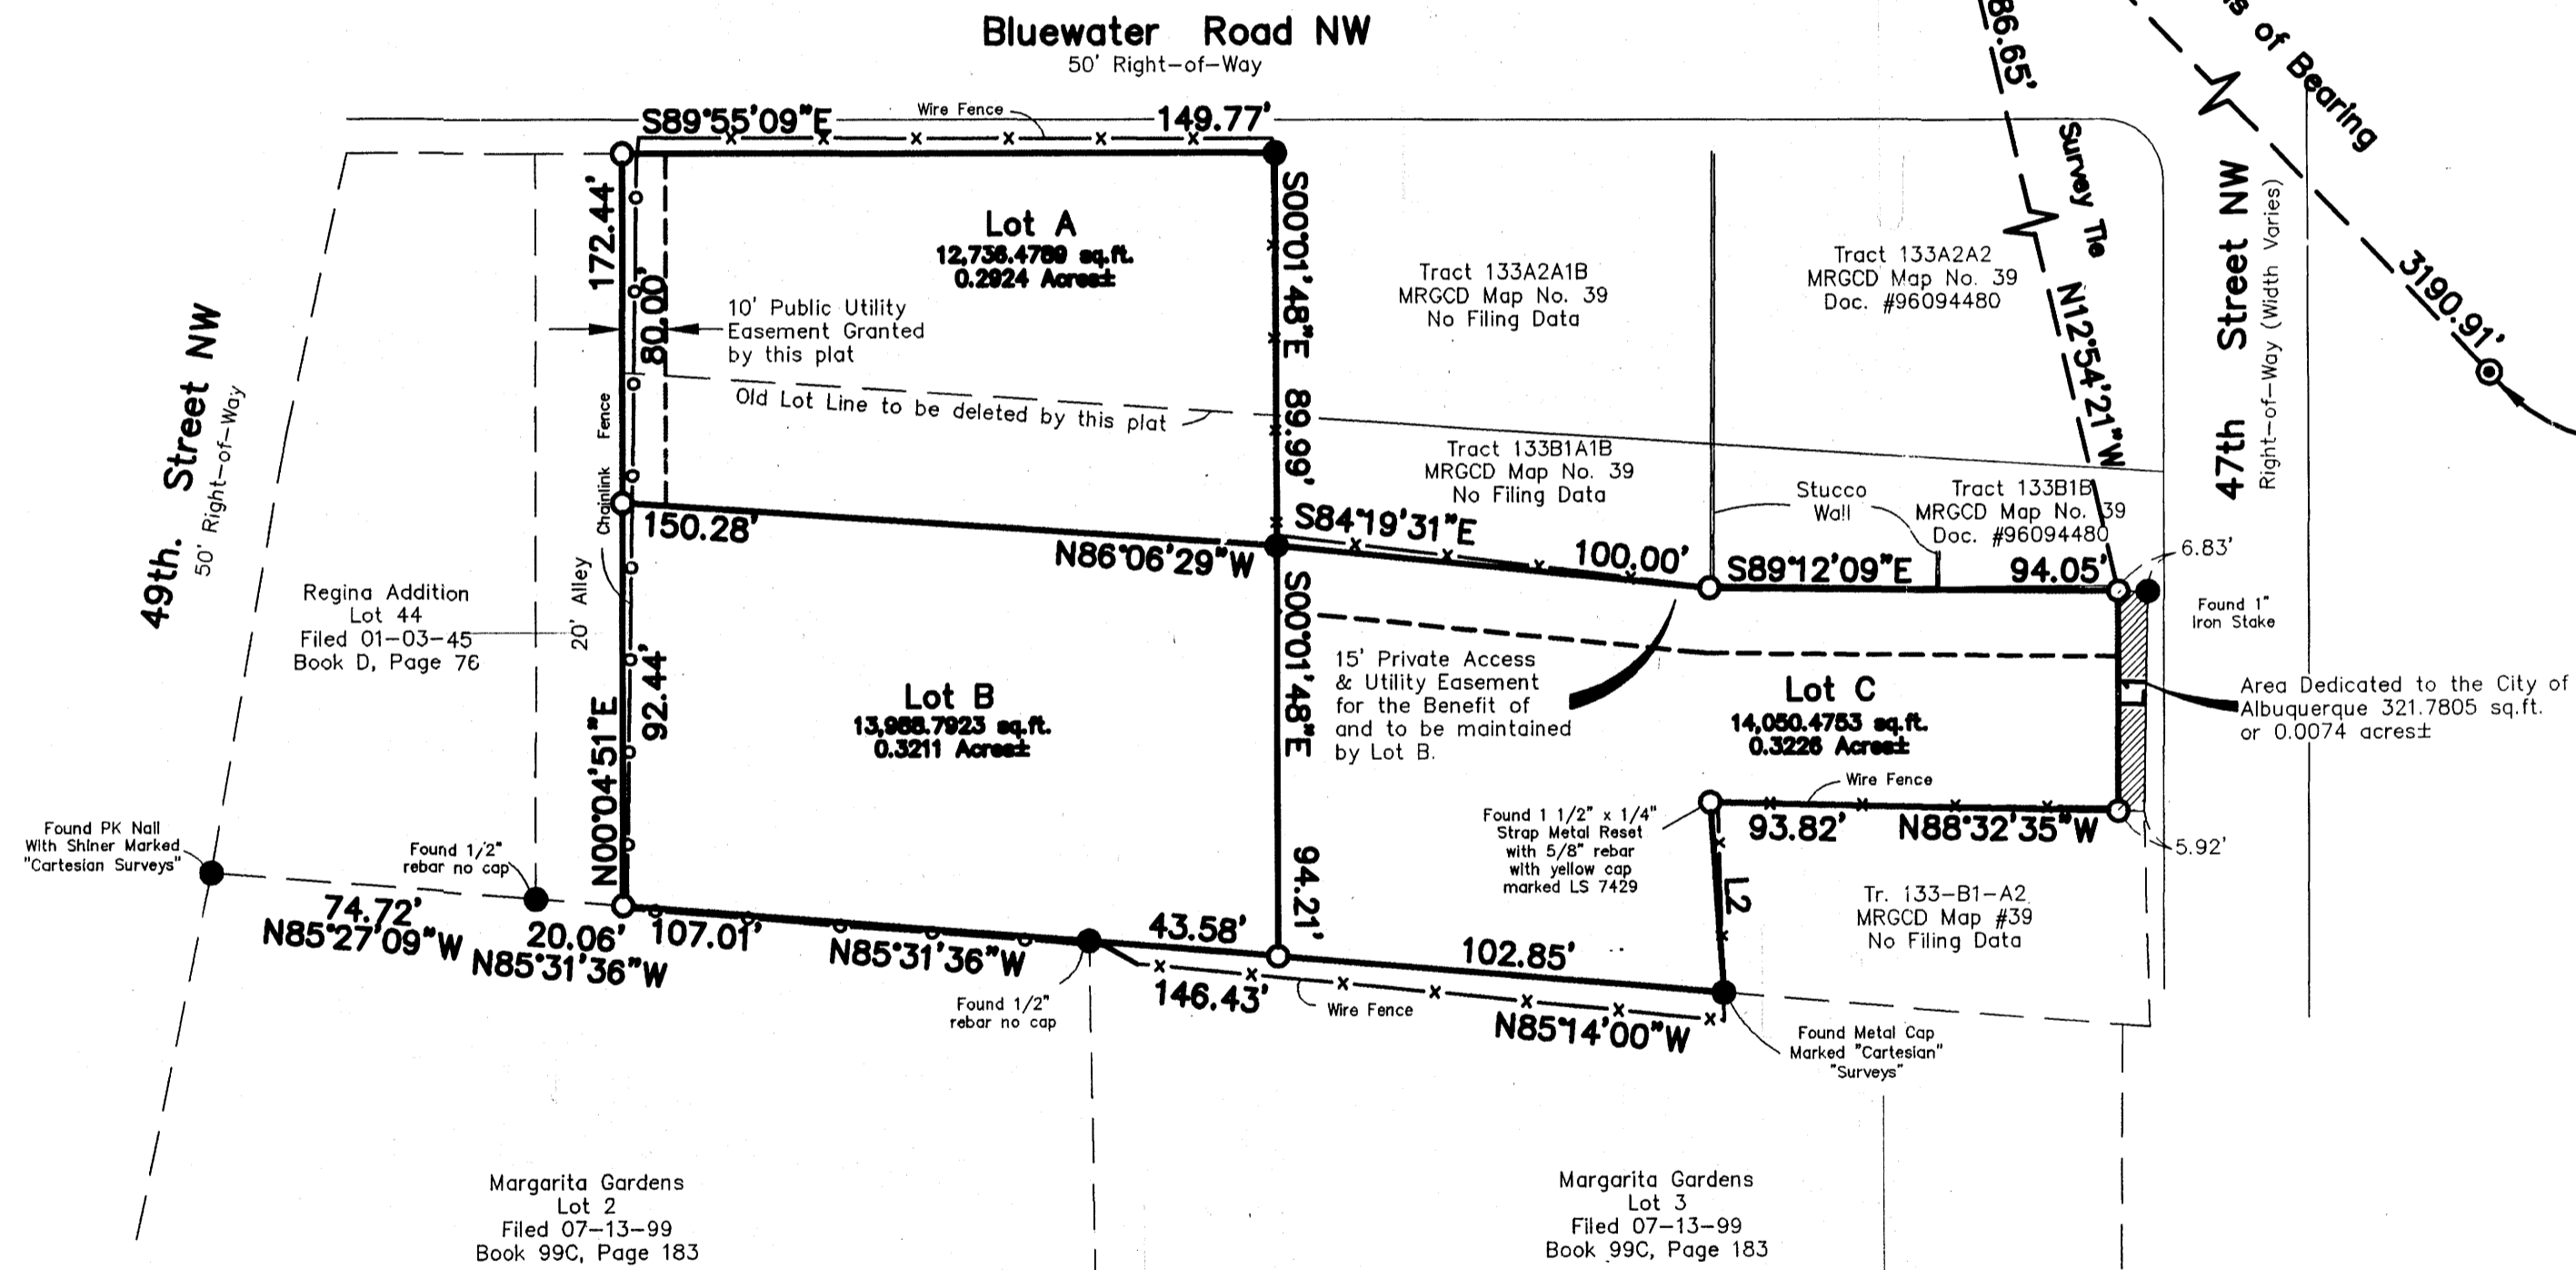 Bluewater Road NW
50' Right-of-Way
S89°55'09"E
Wire Fence
149.77'
86.65'
of Bearing
Survey Tie
N12°54'21"W
47th Street NW
Right-of-Way (Width Varies)
3190.91'
172.44'
80.00'
Lot A
12,736.4789 sq.ft.
0.2924 Acres±
10' Public Utility
Easement Granted
by this plat
Old Lot Line to be deleted by this plat
S00°01'48"E 89.99'
Tract 133A2A1B
MRGCD Map No. 39
No Filing Data
Tract 133A2A2
MRGCD Map No. 39
Doc. #96094480
Tract 133B1A1B
MRGCD Map No. 39
No Filing Data
Stucco
Wall
Tract 133B1B
MRGCD Map No. 39
Doc. #96094480
49th. Street NW
50' Right-of-Way
Chainlink Fence
20' Alley
150.28'
N86°06'29"W
S84°19'31"E
100.00'
S89°12'09"E
94.05'
6.83'
Found 1"
Iron Stake
Regina Addition
Lot 44
Filed 01-03-45
Book D, Page 76
N00°04'51"E
92.44'
Lot B
13,988.7923 sq.ft.
0.3211 Acres±
S00°01'48"E
94.21'
15' Private Access
& Utility Easement
for the Benefit of
and to be maintained
by Lot B.
Lot C
14,050.4753 sq.ft.
0.3226 Acres±
L1
Area Dedicated to the City of
Albuquerque 321.7805 sq.ft.
or 0.0074 acres±
Wire Fence
93.82'
N88°32'35"W
5.92'
Found 1 1/2" x 1/4"
Strap Metal Reset
with 5/8" rebar
with yellow cap
marked LS 7429
L2
Tr. 133-B1-A2
MRGCD Map #39
No Filing Data
Found PK Nail
With Shiner Marked
"Cartesian Surveys"
Found 1/2"
rebar no cap
74.72'
N85°27'09"W
20.06'
N85°31'36"W
107.01'
N85°31'36"W
43.58'
102.85'
146.43'
Wire Fence
N85°14'00"W
Found 1/2"
rebar no cap
Found Metal Cap
Marked "Cartesian"
"Surveys"
Margarita Gardens
Lot 2
Filed 07-13-99
Book 99C, Page 183
Margarita Gardens
Lot 3
Filed 07-13-99
Book 99C, Page 183